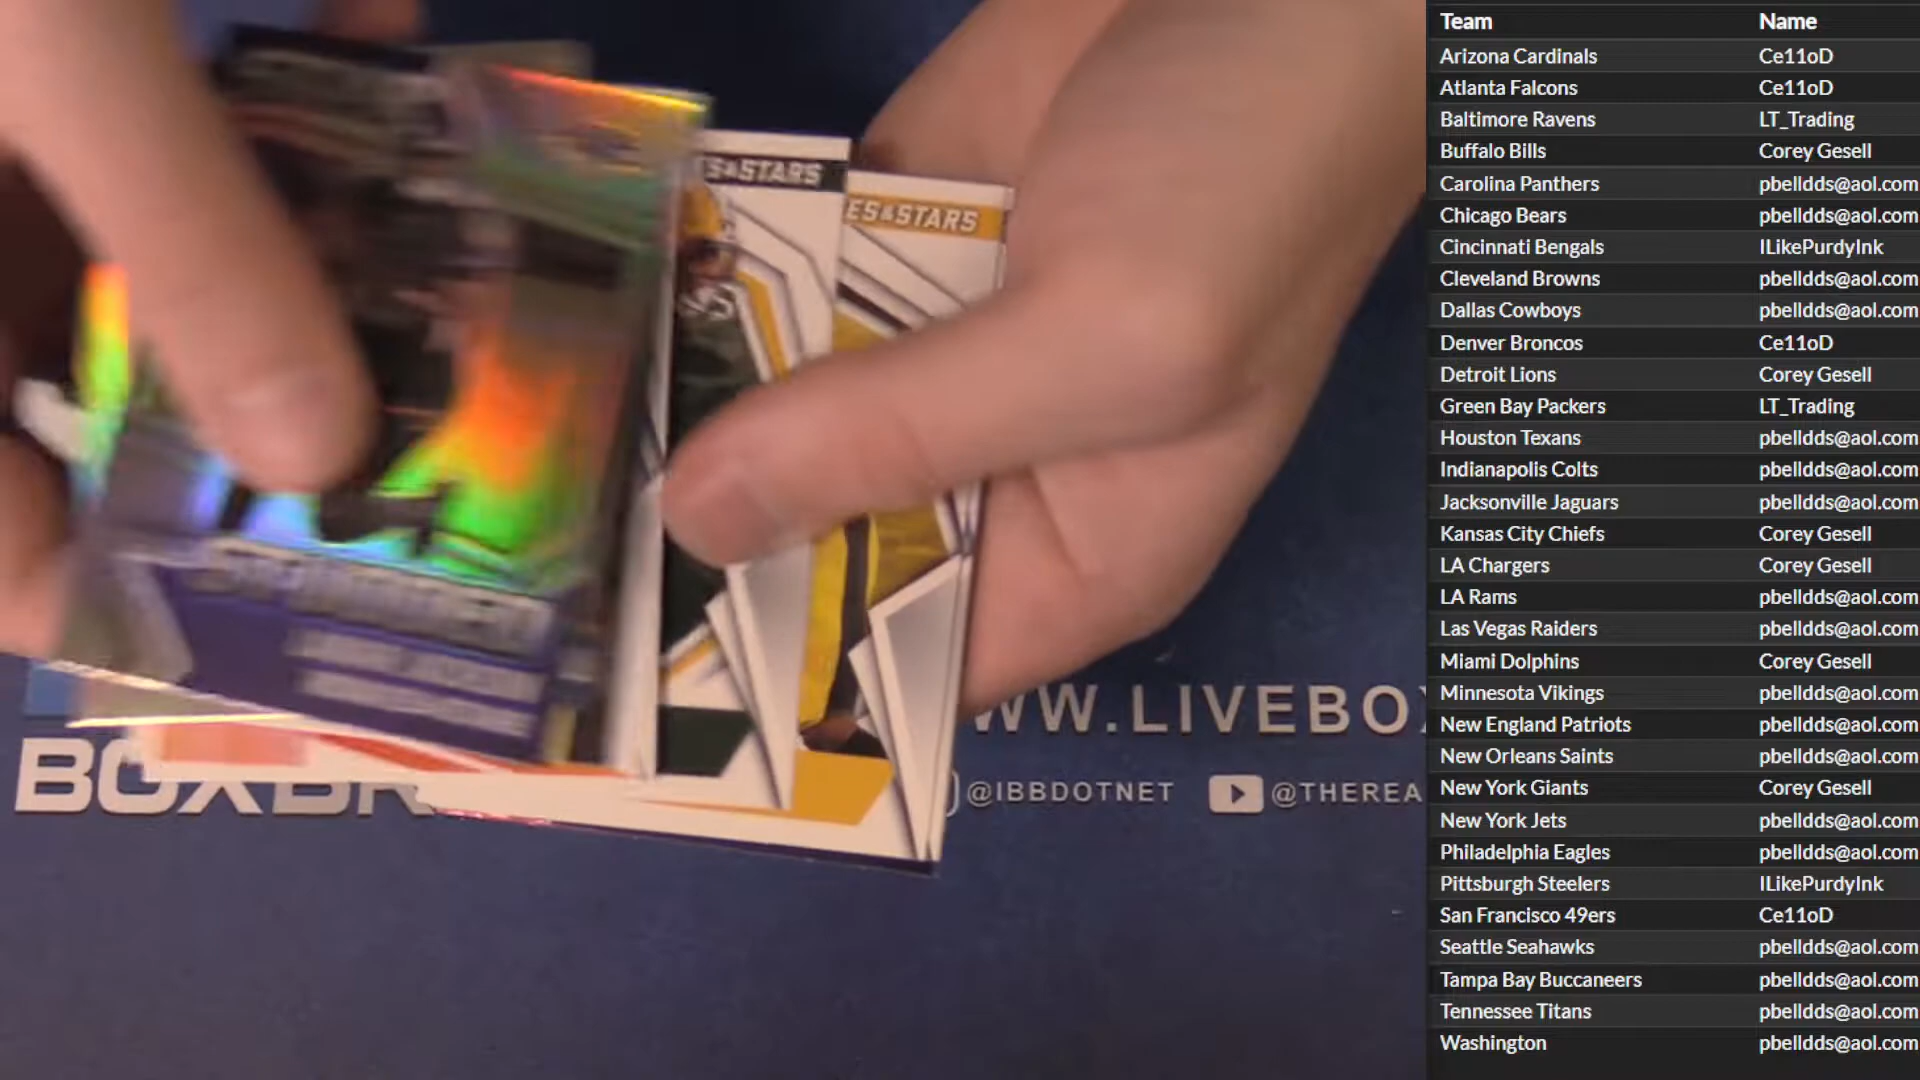 ES&STARS
ES&STARS
WW.LIVEBO
BOXBR
@IBBDOTNET
@THEREA
Team Name
Arizona Cardinals Ce11oD
Atlanta Falcons Ce11oD
Baltimore Ravens LT_Trading
Buffalo Bills Corey Gesell
Carolina Panthers pbelldds@aol.com
Chicago Bears pbelldds@aol.com
Cincinnati Bengals ILikePurdyInk
Cleveland Browns pbelldds@aol.com
Dallas Cowboys pbelldds@aol.com
Denver Broncos Ce11oD
Detroit Lions Corey Gesell
Green Bay Packers LT_Trading
Houston Texans pbelldds@aol.com
Indianapolis Colts pbelldds@aol.com
Jacksonville Jaguars pbelldds@aol.com
Kansas City Chiefs Corey Gesell
LA Chargers Corey Gesell
LA Rams pbelldds@aol.com
Las Vegas Raiders pbelldds@aol.com
Miami Dolphins Corey Gesell
Minnesota Vikings pbelldds@aol.com
New England Patriots pbelldds@aol.com
New Orleans Saints pbelldds@aol.com
New York Giants Corey Gesell
New York Jets pbelldds@aol.com
Philadelphia Eagles pbelldds@aol.com
Pittsburgh Steelers ILikePurdyInk
San Francisco 49ers Ce11oD
Seattle Seahawks pbelldds@aol.com
Tampa Bay Buccaneers pbelldds@aol.com
Tennessee Titans pbelldds@aol.com
Washington pbelldds@aol.com